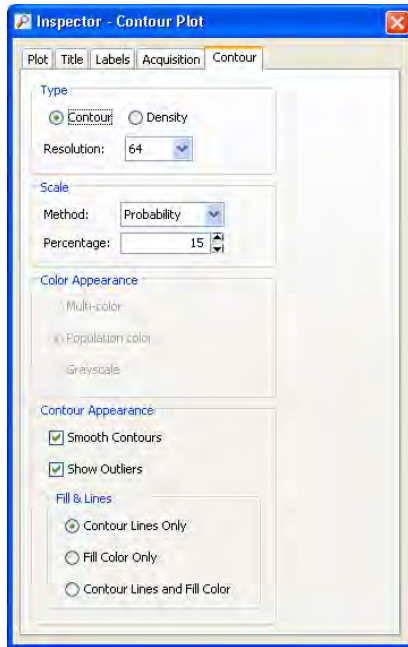 Inspector - Contour Plot
Plot Title Labels Acquisition Contour
Type
Contour Density
Resolution: 64
Scale
Method: Probability
Percentage: 15
Color Appearance
Multi-color
Population color
Grayscale
Contour Appearance
Smooth Contours
Show Outliers
Fill & Lines
Contour Lines Only
Fill Color Only
Contour Lines and Fill Color